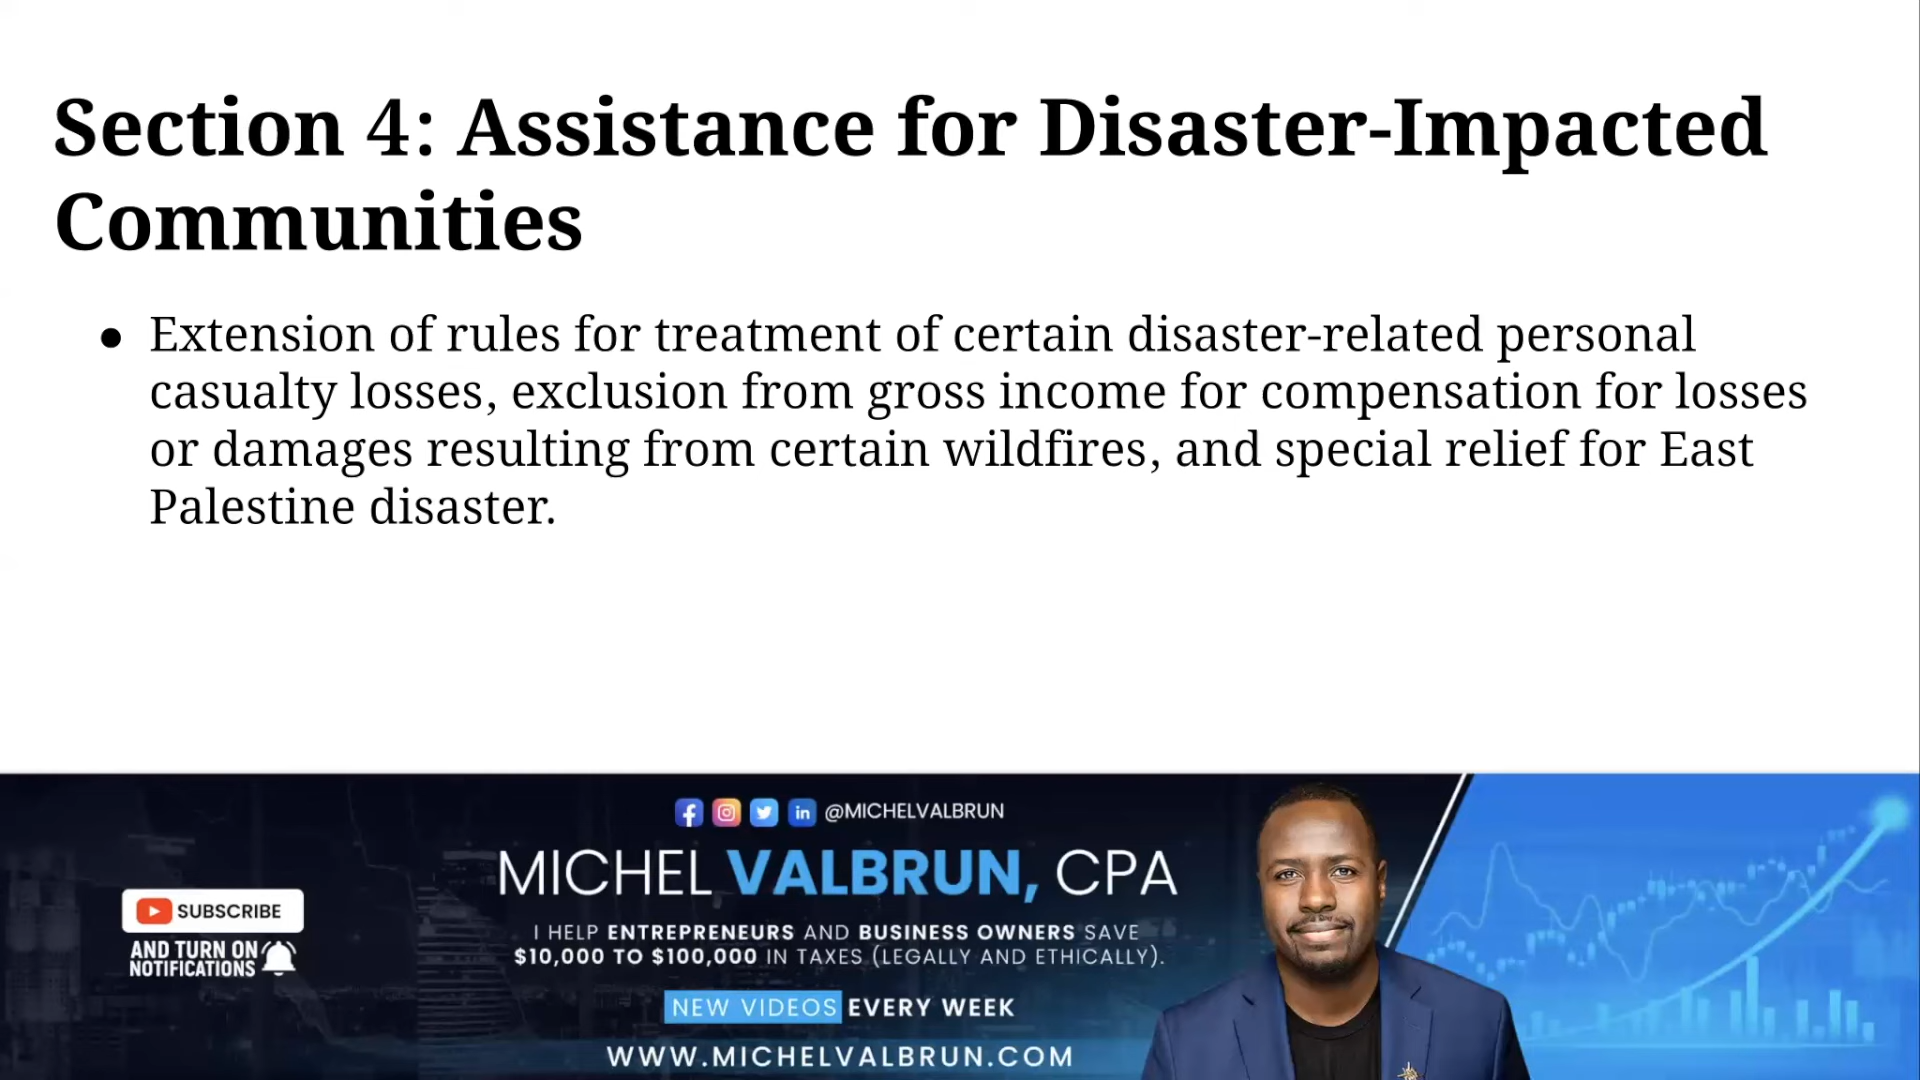 Section 4: Assistance for Disaster-Impacted
Communities
● Extension of rules for treatment of certain disaster-related personal
casualty losses, exclusion from gross income for compensation for losses
or damages resulting from certain wildfires, and special relief for East
Palestine disaster.
@MICHELVALBRUN
MICHEL VALBRUN, CPA
I HELP ENTREPRENEURS AND BUSINESS OWNERS SAVE
$10,000 TO $100,000 IN TAXES (LEGALLY AND ETHICALLY).
NEW VIDEOS EVERY WEEK
WWW.MICHELVALBRUN.COM
SUBSCRIBE
AND TURN ON
NOTIFICATIONS